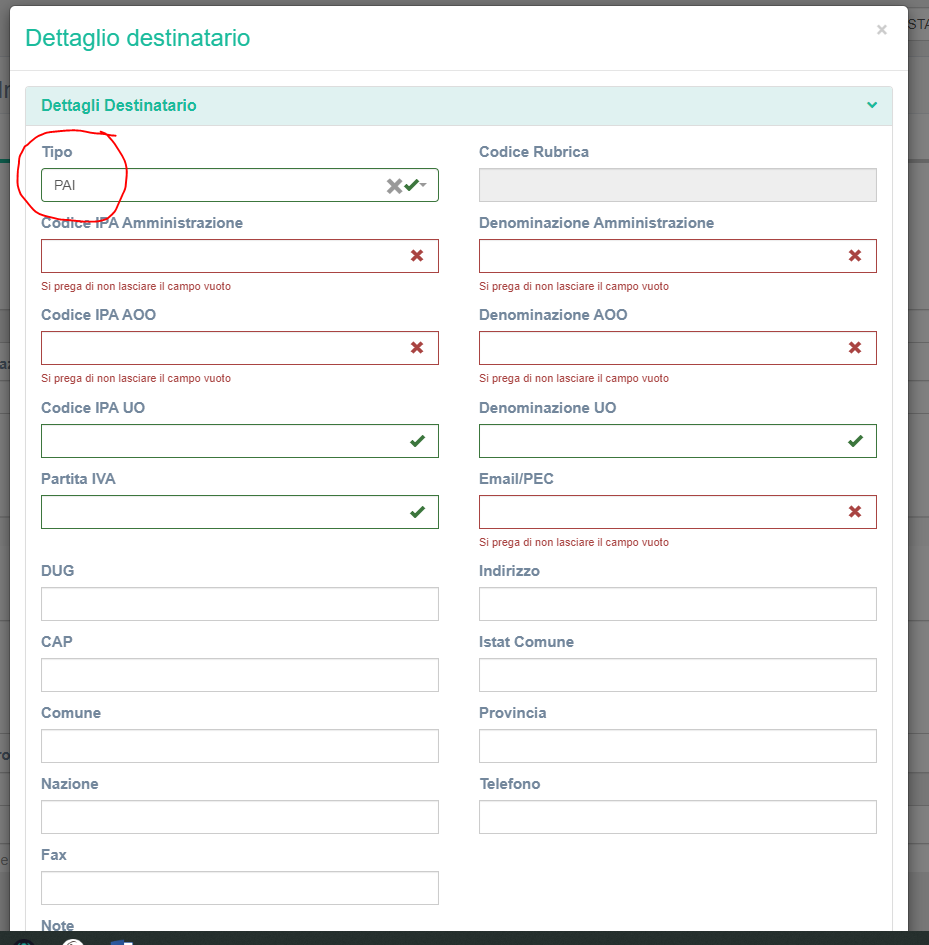 Dettaglio destinatario
×
STA
Dettagli Destinatario
Tipo
Codice Rubrica
PAI
Codice IPA Amministrazione
Denominazione Amministrazione
Si prega di non lasciare il campo vuoto
Si prega di non lasciare il campo vuoto
Codice IPA AOO
Denominazione AOO
Si prega di non lasciare il campo vuoto
Si prega di non lasciare il campo vuoto
Codice IPA UO
Denominazione UO
Partita IVA
Email/PEC
Si prega di non lasciare il campo vuoto
DUG
Indirizzo
CAP
Istat Comune
Comune
Provincia
Nazione
Telefono
Fax
Note